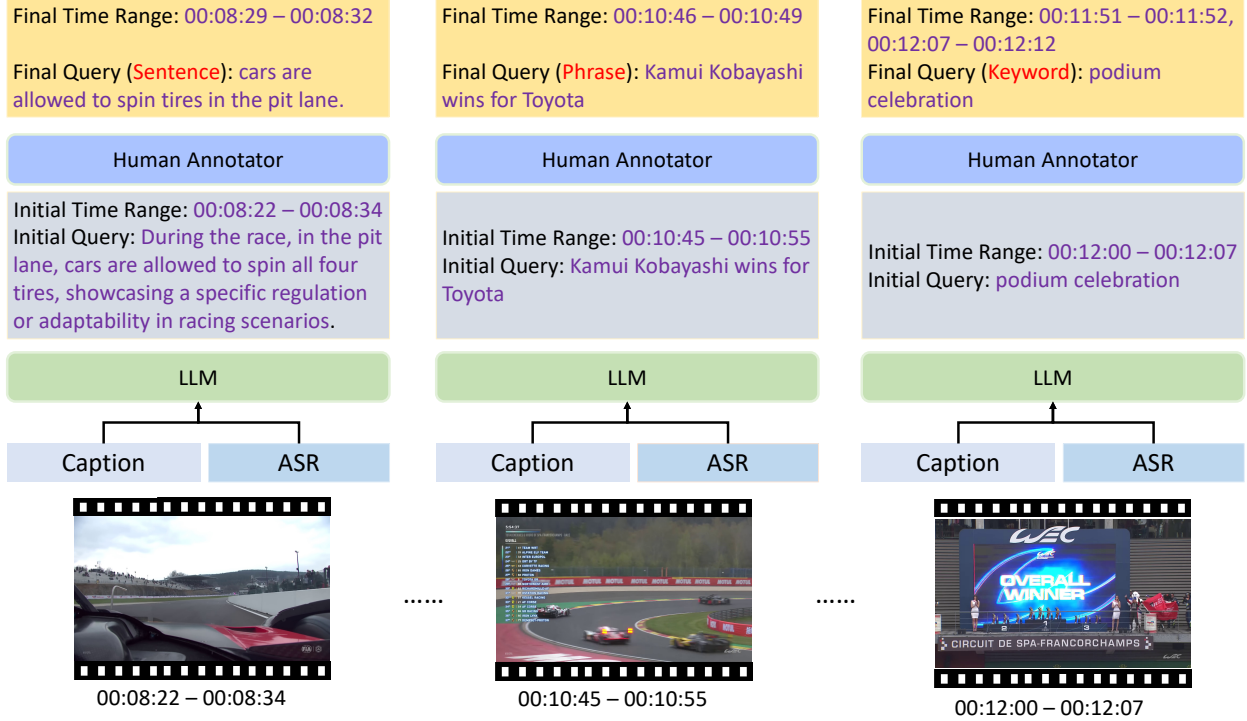 Final Time Range: 00:08:29 – 00:08:32
Final Query (Sentence): cars are
allowed to spin tires in the pit lane.
Human Annotator
Initial Time Range: 00:08:22 – 00:08:34
Initial Query: During the race, in the pit
lane, cars are allowed to spin all four
tires, showcasing a specific regulation
or adaptability in racing scenarios.
LLM
Caption
ASR
00:08:22 – 00:08:34
Final Time Range: 00:10:46 – 00:10:49
Final Query (Phrase): Kamui Kobayashi
wins for Toyota
Human Annotator
Initial Time Range: 00:10:45 – 00:10:55
Initial Query: Kamui Kobayashi wins for
Toyota
LLM
Caption
ASR
......
MOTUL MOTUL MOTUL
00:10:45 – 00:10:55
Final Time Range: 00:11:51 – 00:11:52,
00:12:07 – 00:12:12
Final Query (Keyword): podium
celebration
Human Annotator
Initial Time Range: 00:12:00 – 00:12:07
Initial Query: podium celebration
LLM
Caption
ASR
......
WEC
OVERALL
WINNER
2 1 3
CIRCUIT DE SPA-FRANCORCHAMPS
00:12:00 – 00:12:07